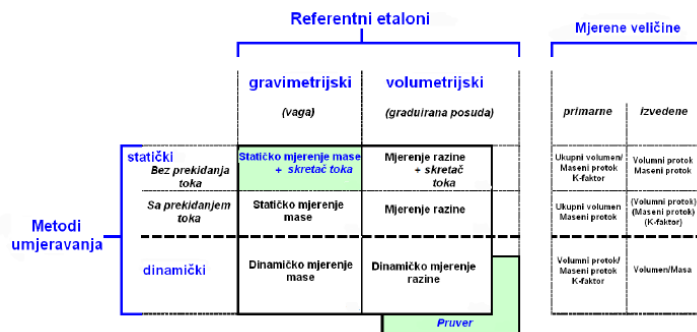 Referentni etaloni
Mjerene veličine
gravimetrijski
volumetrijski
(vaga)
(graduirana posuda)
primarne
izvedene
Metodi
umjeravanja
statički
Bez prekidanja
toka
Statičko mjerenje mase
+ skretač toka
Mjerenje razine
+ skretač
toka
Ukupni volumen/
Maseni protok
K-faktor
Volumni protok
Maseni protok
Sa prekidanjem
toka
Statičko mjerenje
mase
Mjerenje razine
Ukupni volumen
Maseni protok
(Volumni protok)
(Maseni protok)
(K-faktor)
dinamički
Dinamičko mjerenje
mase
Dinamičko mjerenje
razine
Volumni protok/
Maseni protok
K-faktor
Volumen/Masa
Pruver